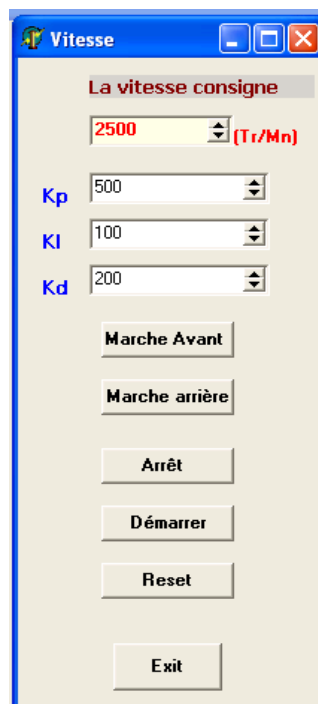 Vitesse
La vitesse consigne
2500 (Tr/Mn)
Kp 500
KI 100
Kd 200
Marche Avant
Marche arrière
Arrêt
Démarrer
Reset
Exit